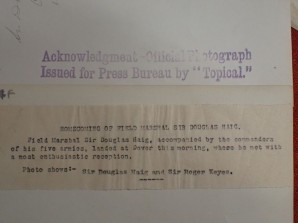 Acknowledgment - Official Photograph
Issued for Press Bureau by "Topical."
HOMECOMING OF FIELD MARSHAL SIR DOUGLAS HAIG.
Field Marshal Sir Douglas Haig, accompanied by the commanders
of his five armies, landed at Dover this morning, where he met with
a most enthusiastic reception.
Photo shows:- Sir Douglas Haig and Sir Roger Keyes.